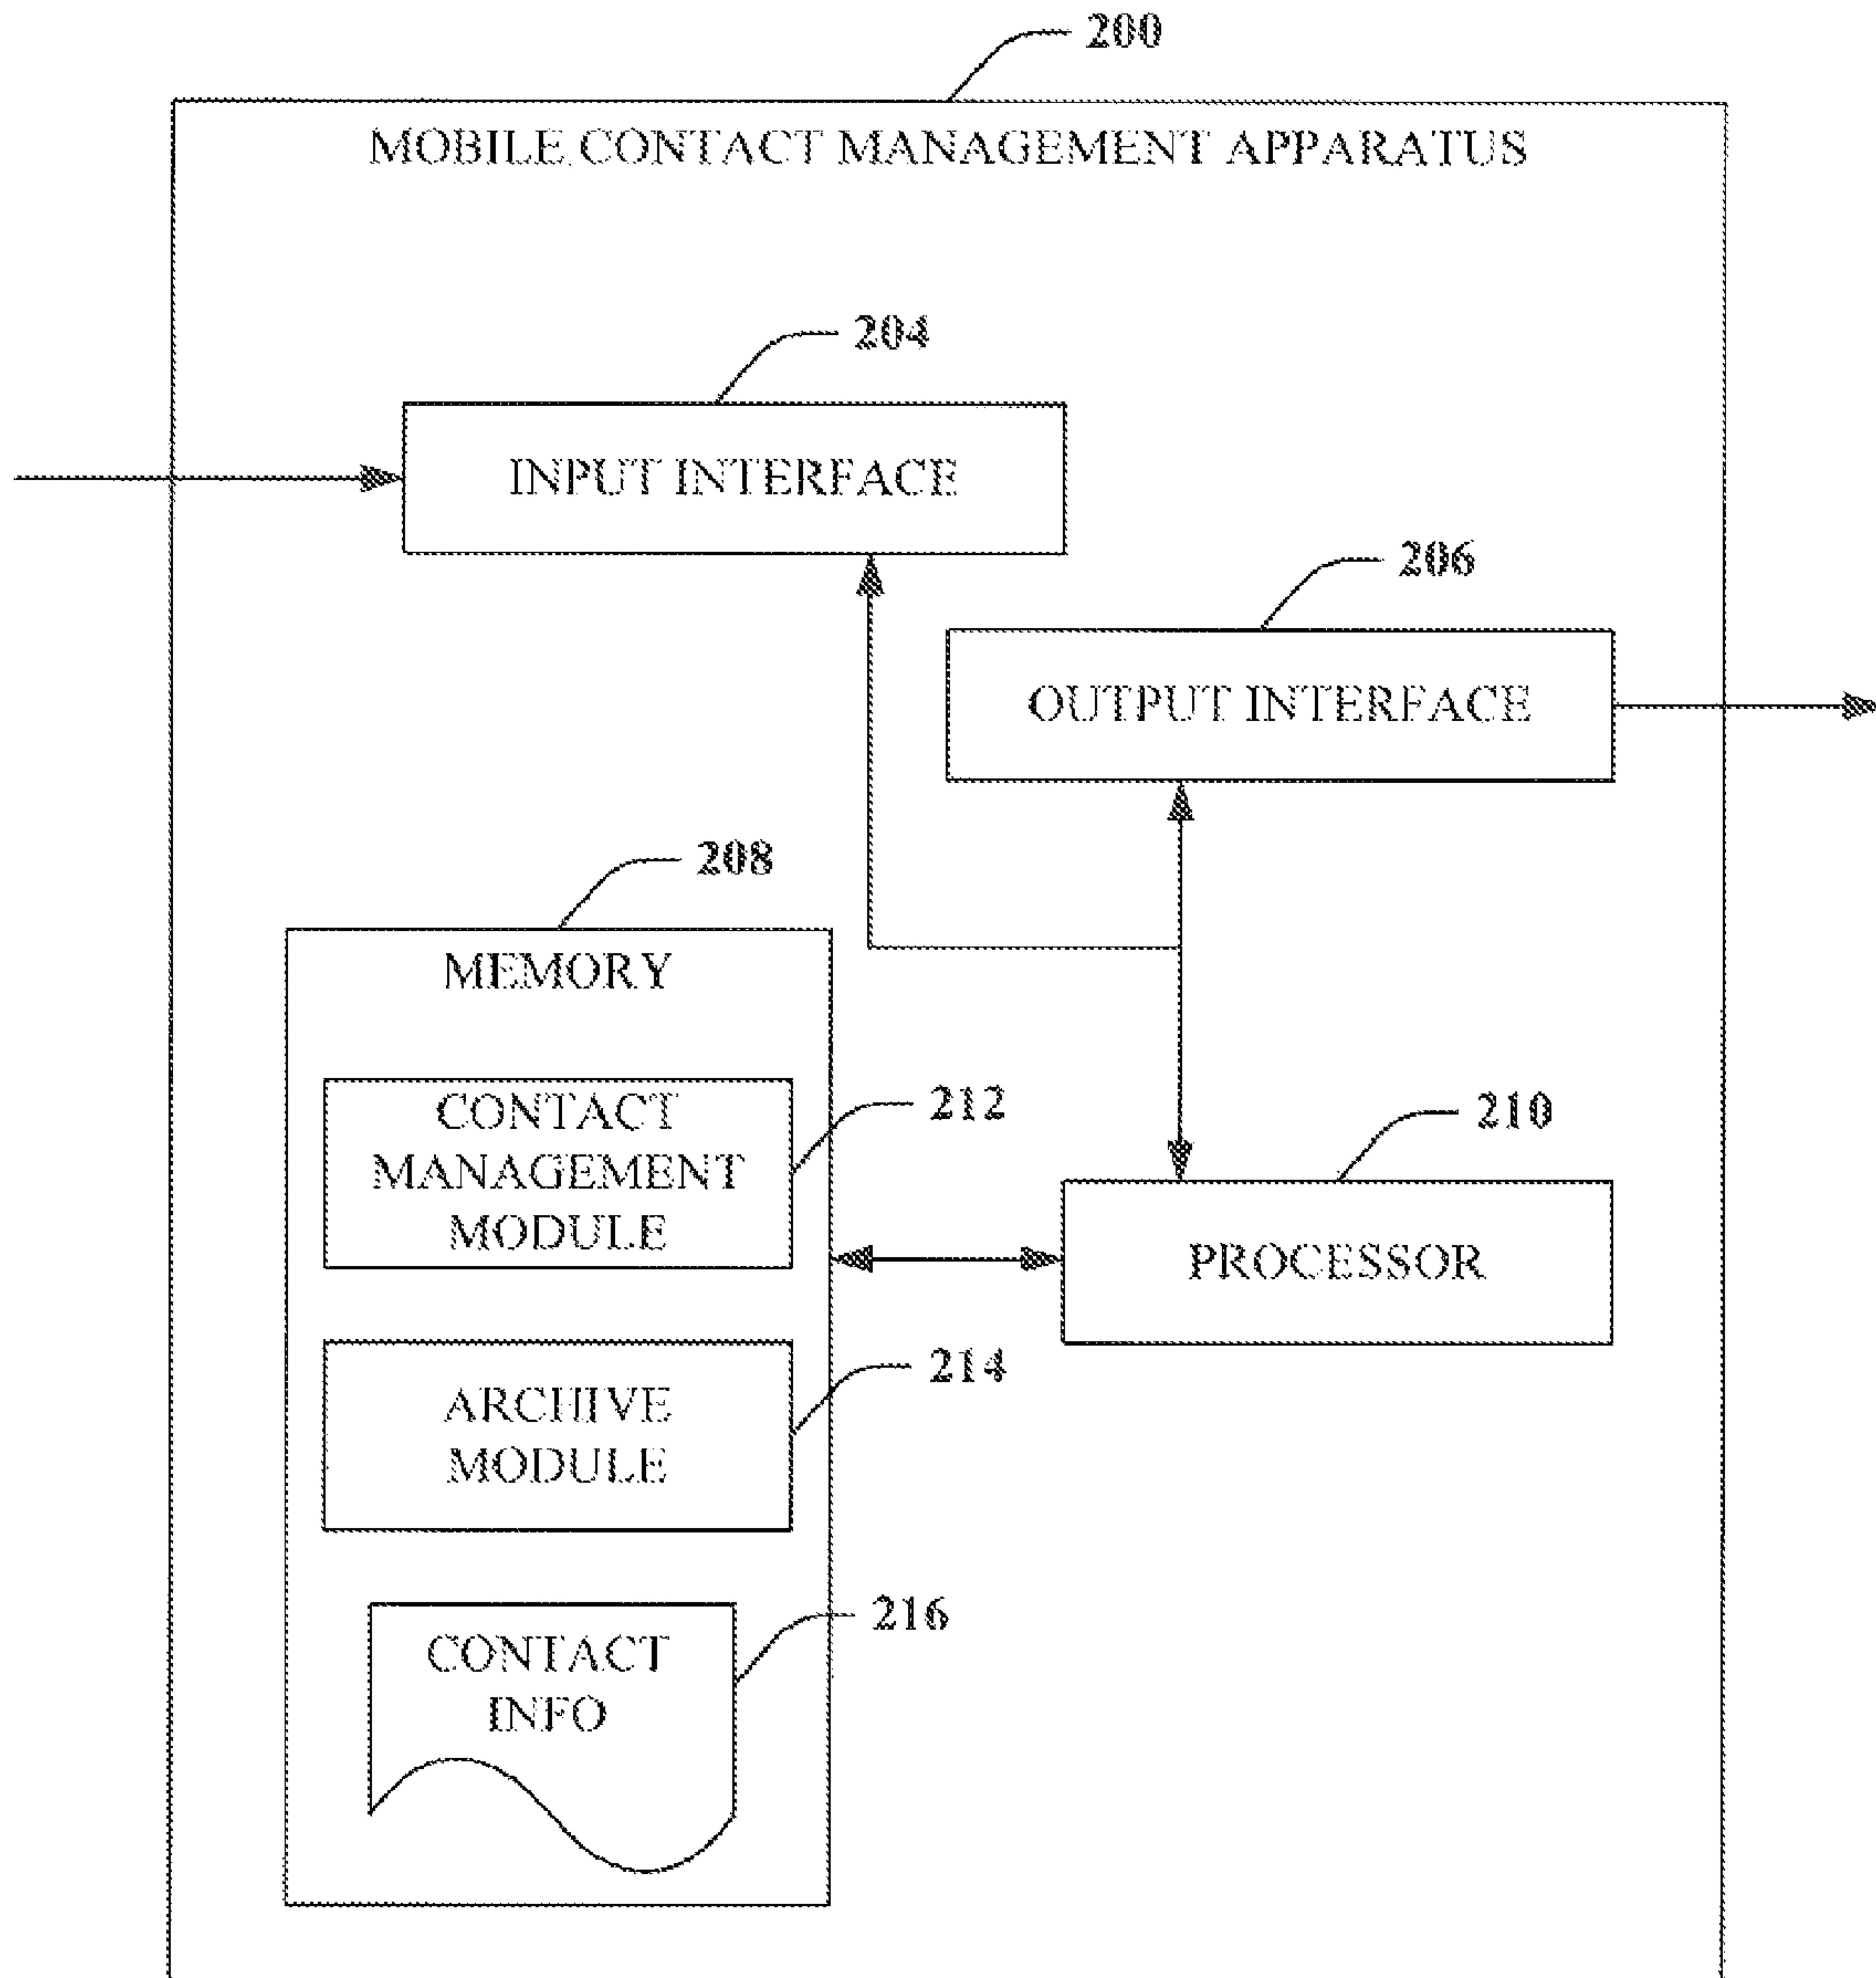 200
MOBILE CONTACT MANAGEMENT APPARATUS
204
INPUT INTERFACE
206
OUTPUT INTERFACE
208
MEMORY
CONTACT
MANAGEMENT
MODULE
212
210
PROCESSOR
ARCHIVE
MODULE
214
CONTACT
INFO
216